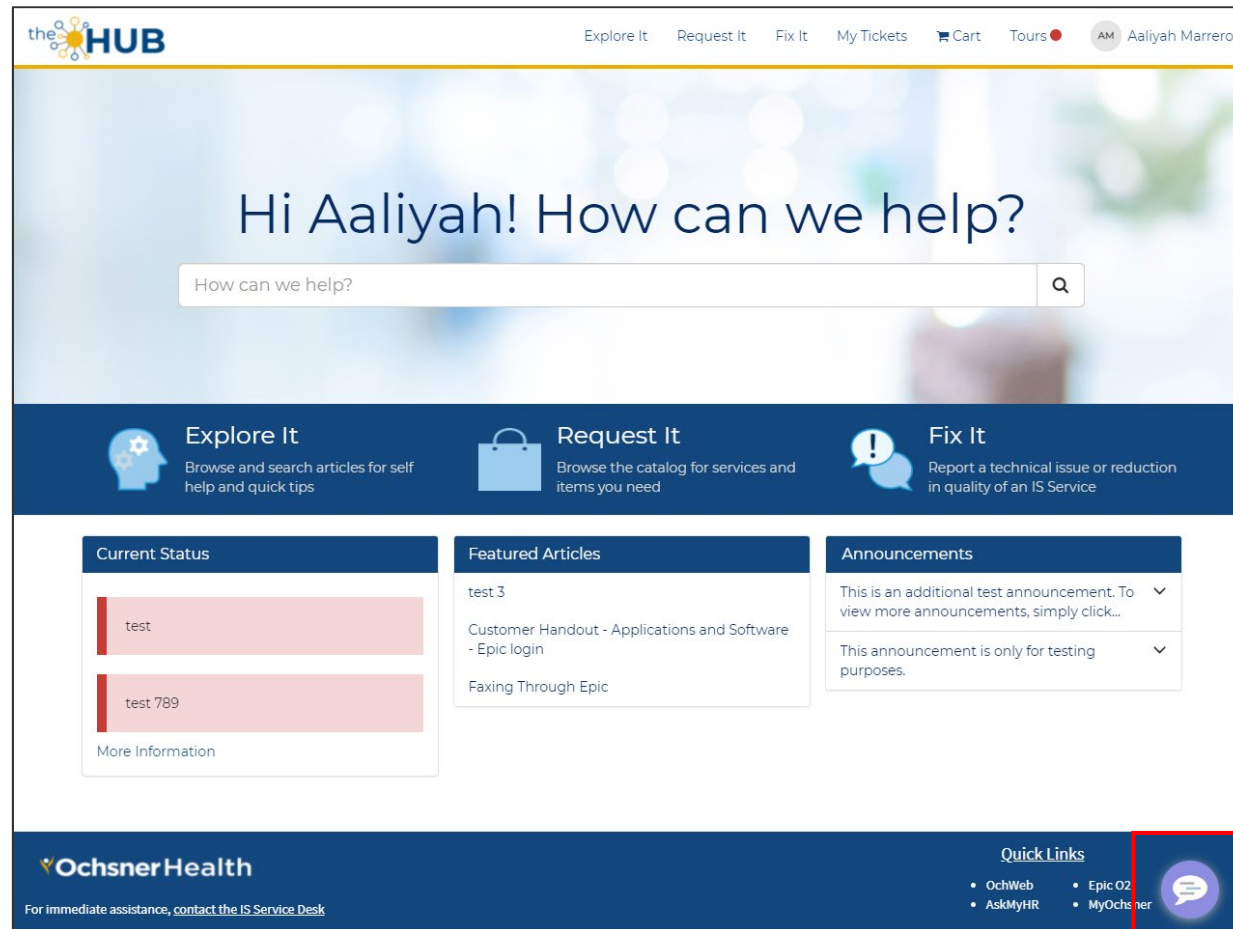 the HUB
Explore It Request It Fix It My Tickets Cart Tours AM Aaliyah Marrero
Hi Aaliyah! How can we help?
How can we help?
Explore It
Browse and search articles for self
help and quick tips
Request It
Browse the catalog for services and
items you need
Fix It
Report a technical issue or reduction
in quality of an IS Service
Current Status
test
test 789
More Information
Featured Articles
test 3
Customer Handout - Applications and Software
- Epic login
Faxing Through Epic
Announcements
This is an additional test announcement. To
view more announcements, simply click...
This announcement is only for testing
purposes.
OchsnerHealth
For immediate assistance, contact the IS Service Desk
Quick Links
• OchWeb • Epic O2
• AskMyHR • MyOchsner